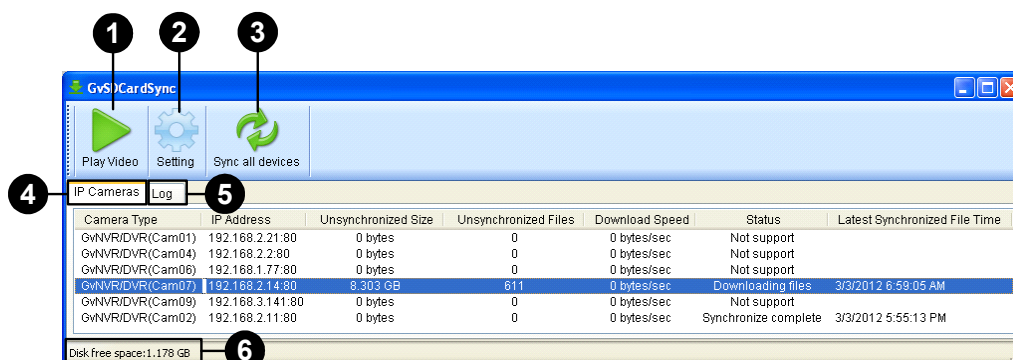 1 2 3
GvSDCardSync
Play Video Setting Sync all devices
4 IP Cameras Log 5
Camera Type IP Address Unsynchronized Size Unsynchronized Files Download Speed Status Latest Synchronized File Time
GvNVR/DVR(Cam01) 192.168.2.21:80 0 bytes 0 0 bytes/sec Not support
GvNVR/DVR(Cam04) 192.168.2.2:80 0 bytes 0 0 bytes/sec Not support
GvNVR/DVR(Cam06) 192.168.1.77:80 0 bytes 0 0 bytes/sec Not support
GvNVR/DVR(Cam07) 192.168.2.14:80 8.303 GB 611 0 bytes/sec Downloading files 3/3/2012 6:59:05 AM
GvNVR/DVR(Cam09) 192.168.3.141:80 0 bytes 0 0 bytes/sec Not support
GvNVR/DVR(Cam02) 192.168.2.11:80 0 bytes 0 0 bytes/sec Synchronize complete 3/3/2012 5:55:13 PM
Disk free space:1.178 GB 6